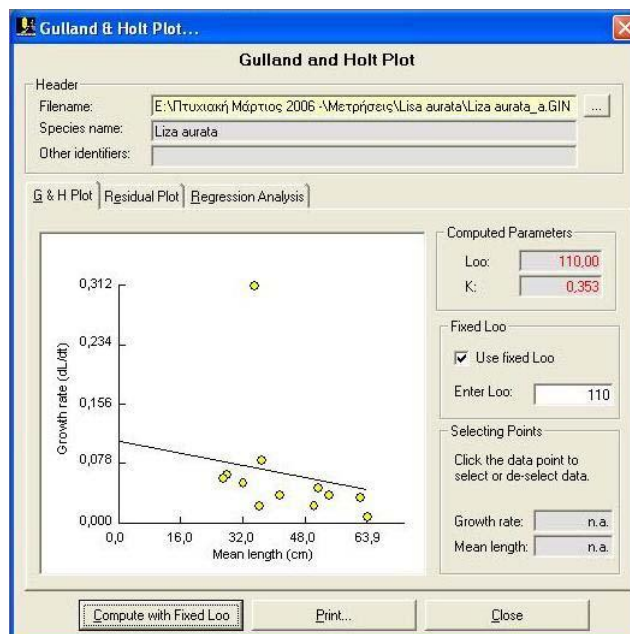 Gulland & Holt Plot...
Gulland and Holt Plot
Header
Filename: E:\Πτυχιακή Μάρτιος 2006 -\Μετρήσεις\Lisa aurata\Liza aurata_a.GIN ...
Species name: Liza aurata
Other identifiers:
G & H Plot Residual Plot Regression Analysis
Growth rate (dL/dt)
0,312
0,234
0,156
0,078
0,000
0,0 16,0 32,0 48,0 63,9
Mean length (cm)
Computed Parameters
Loo: 110,00
K: 0,353
Fixed Loo
Use fixed Loo
Enter Loo: 110
Selecting Points
Click the data point to
select or de-select data.
Growth rate: n.a.
Mean length: n.a.
Compute with Fixed Loo Print... Close